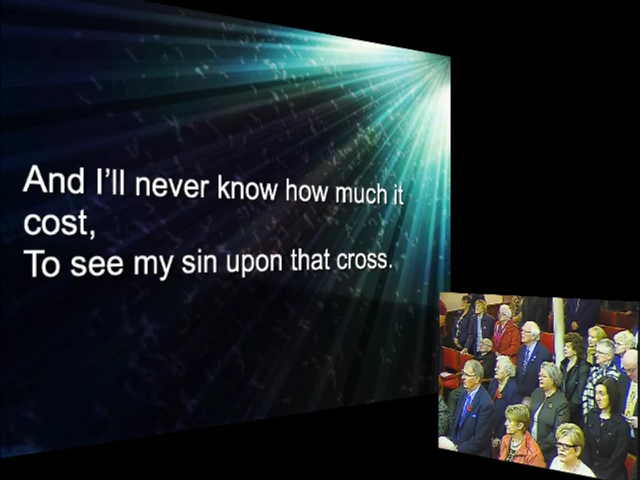 And I'll never know how much it
cost,
To see my sin upon that cross.